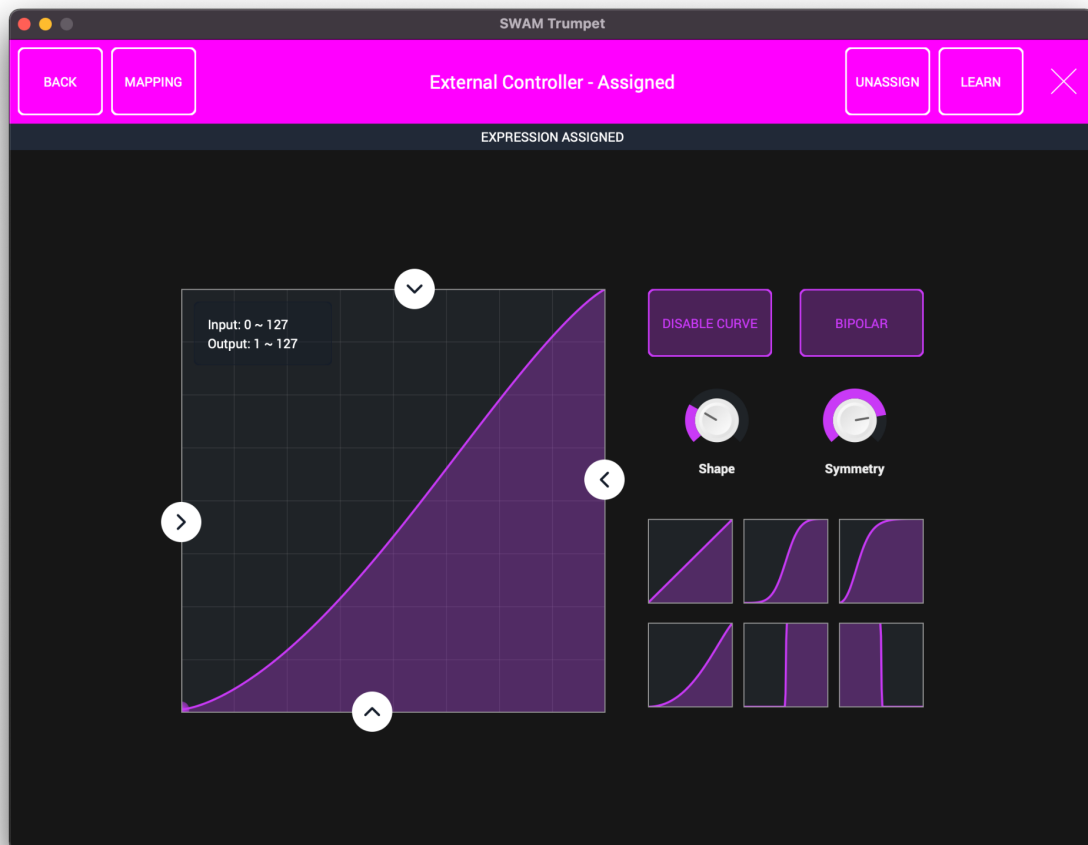 SWAM Trumpet
BACK
MAPPING
External Controller - Assigned
UNASSIGN
LEARN
EXPRESSION ASSIGNED
Input: 0 ~ 127
Output: 1 ~ 127
DISABLE CURVE
BIPOLAR
Shape
Symmetry